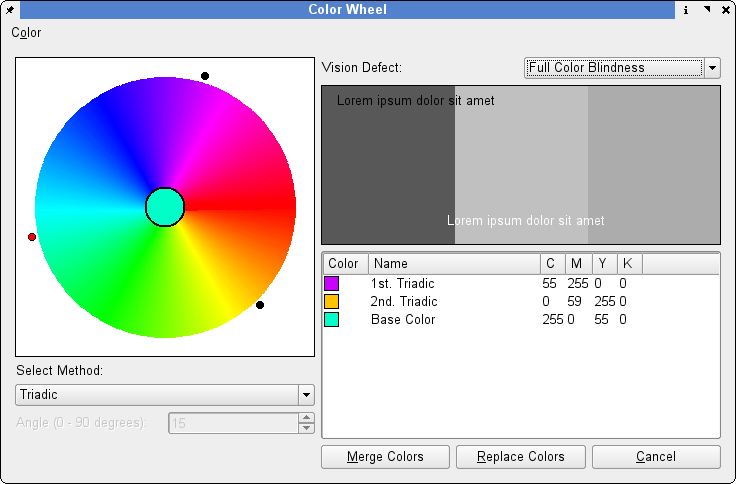 Color Wheel
Color
Vision Defect:
Full Color Blindness
Lorem ipsum dolor sit amet
Lorem ipsum dolor sit amet
Color Name C M Y K
1st. Triadic 55 255 0 0
2nd. Triadic 0 59 255 0
Base Color 255 0 55 0
Select Method:
Triadic
Angle (0 - 90 degrees): 15
Merge Colors Replace Colors Cancel